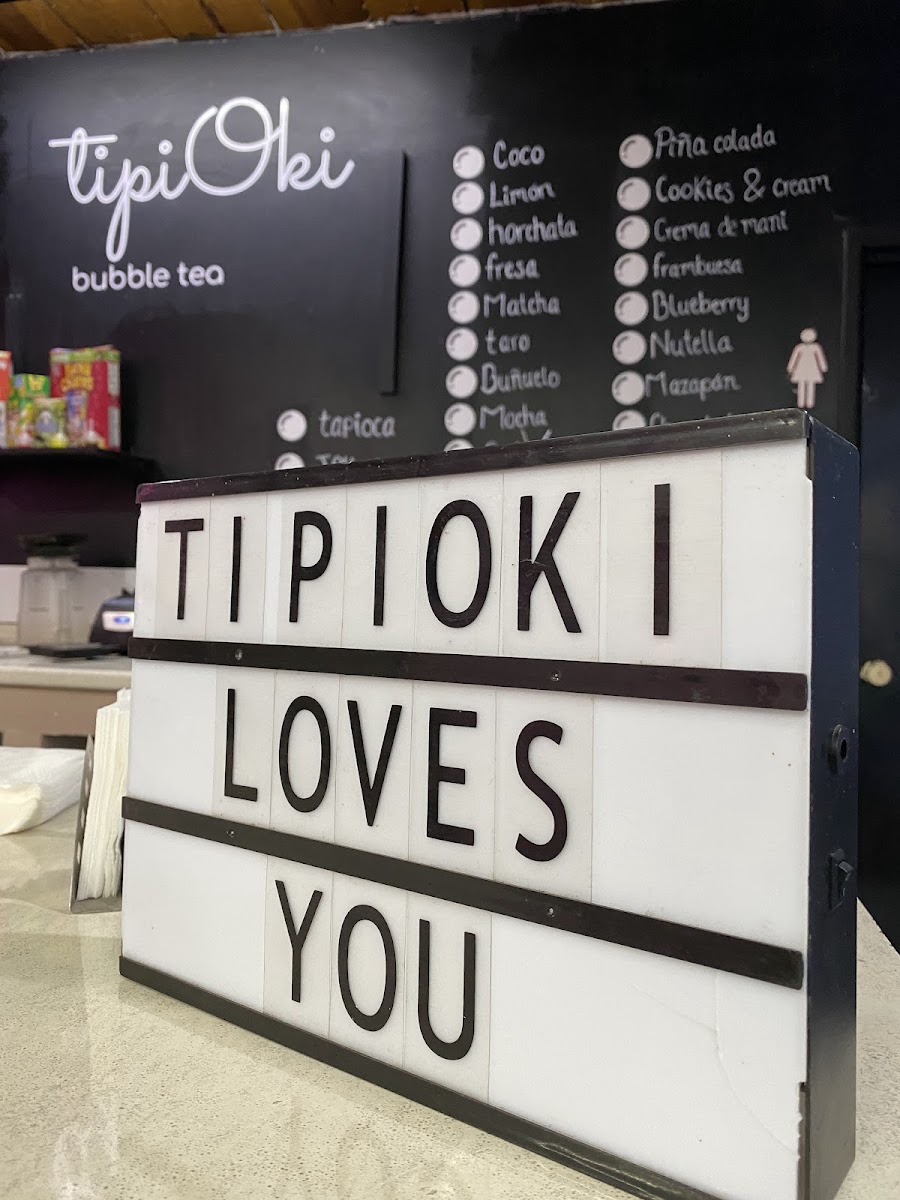 tipiOki
bubble tea
Coco
Limón
horchata
fresa
Matcha
taro
Buñuelo
Mocha
Piña colada
Cookies & cream
Crema de mani
frambuesa
Blueberry
Nutella
Mazapán
tapioca
TIPIOKI
LOVES
YOU